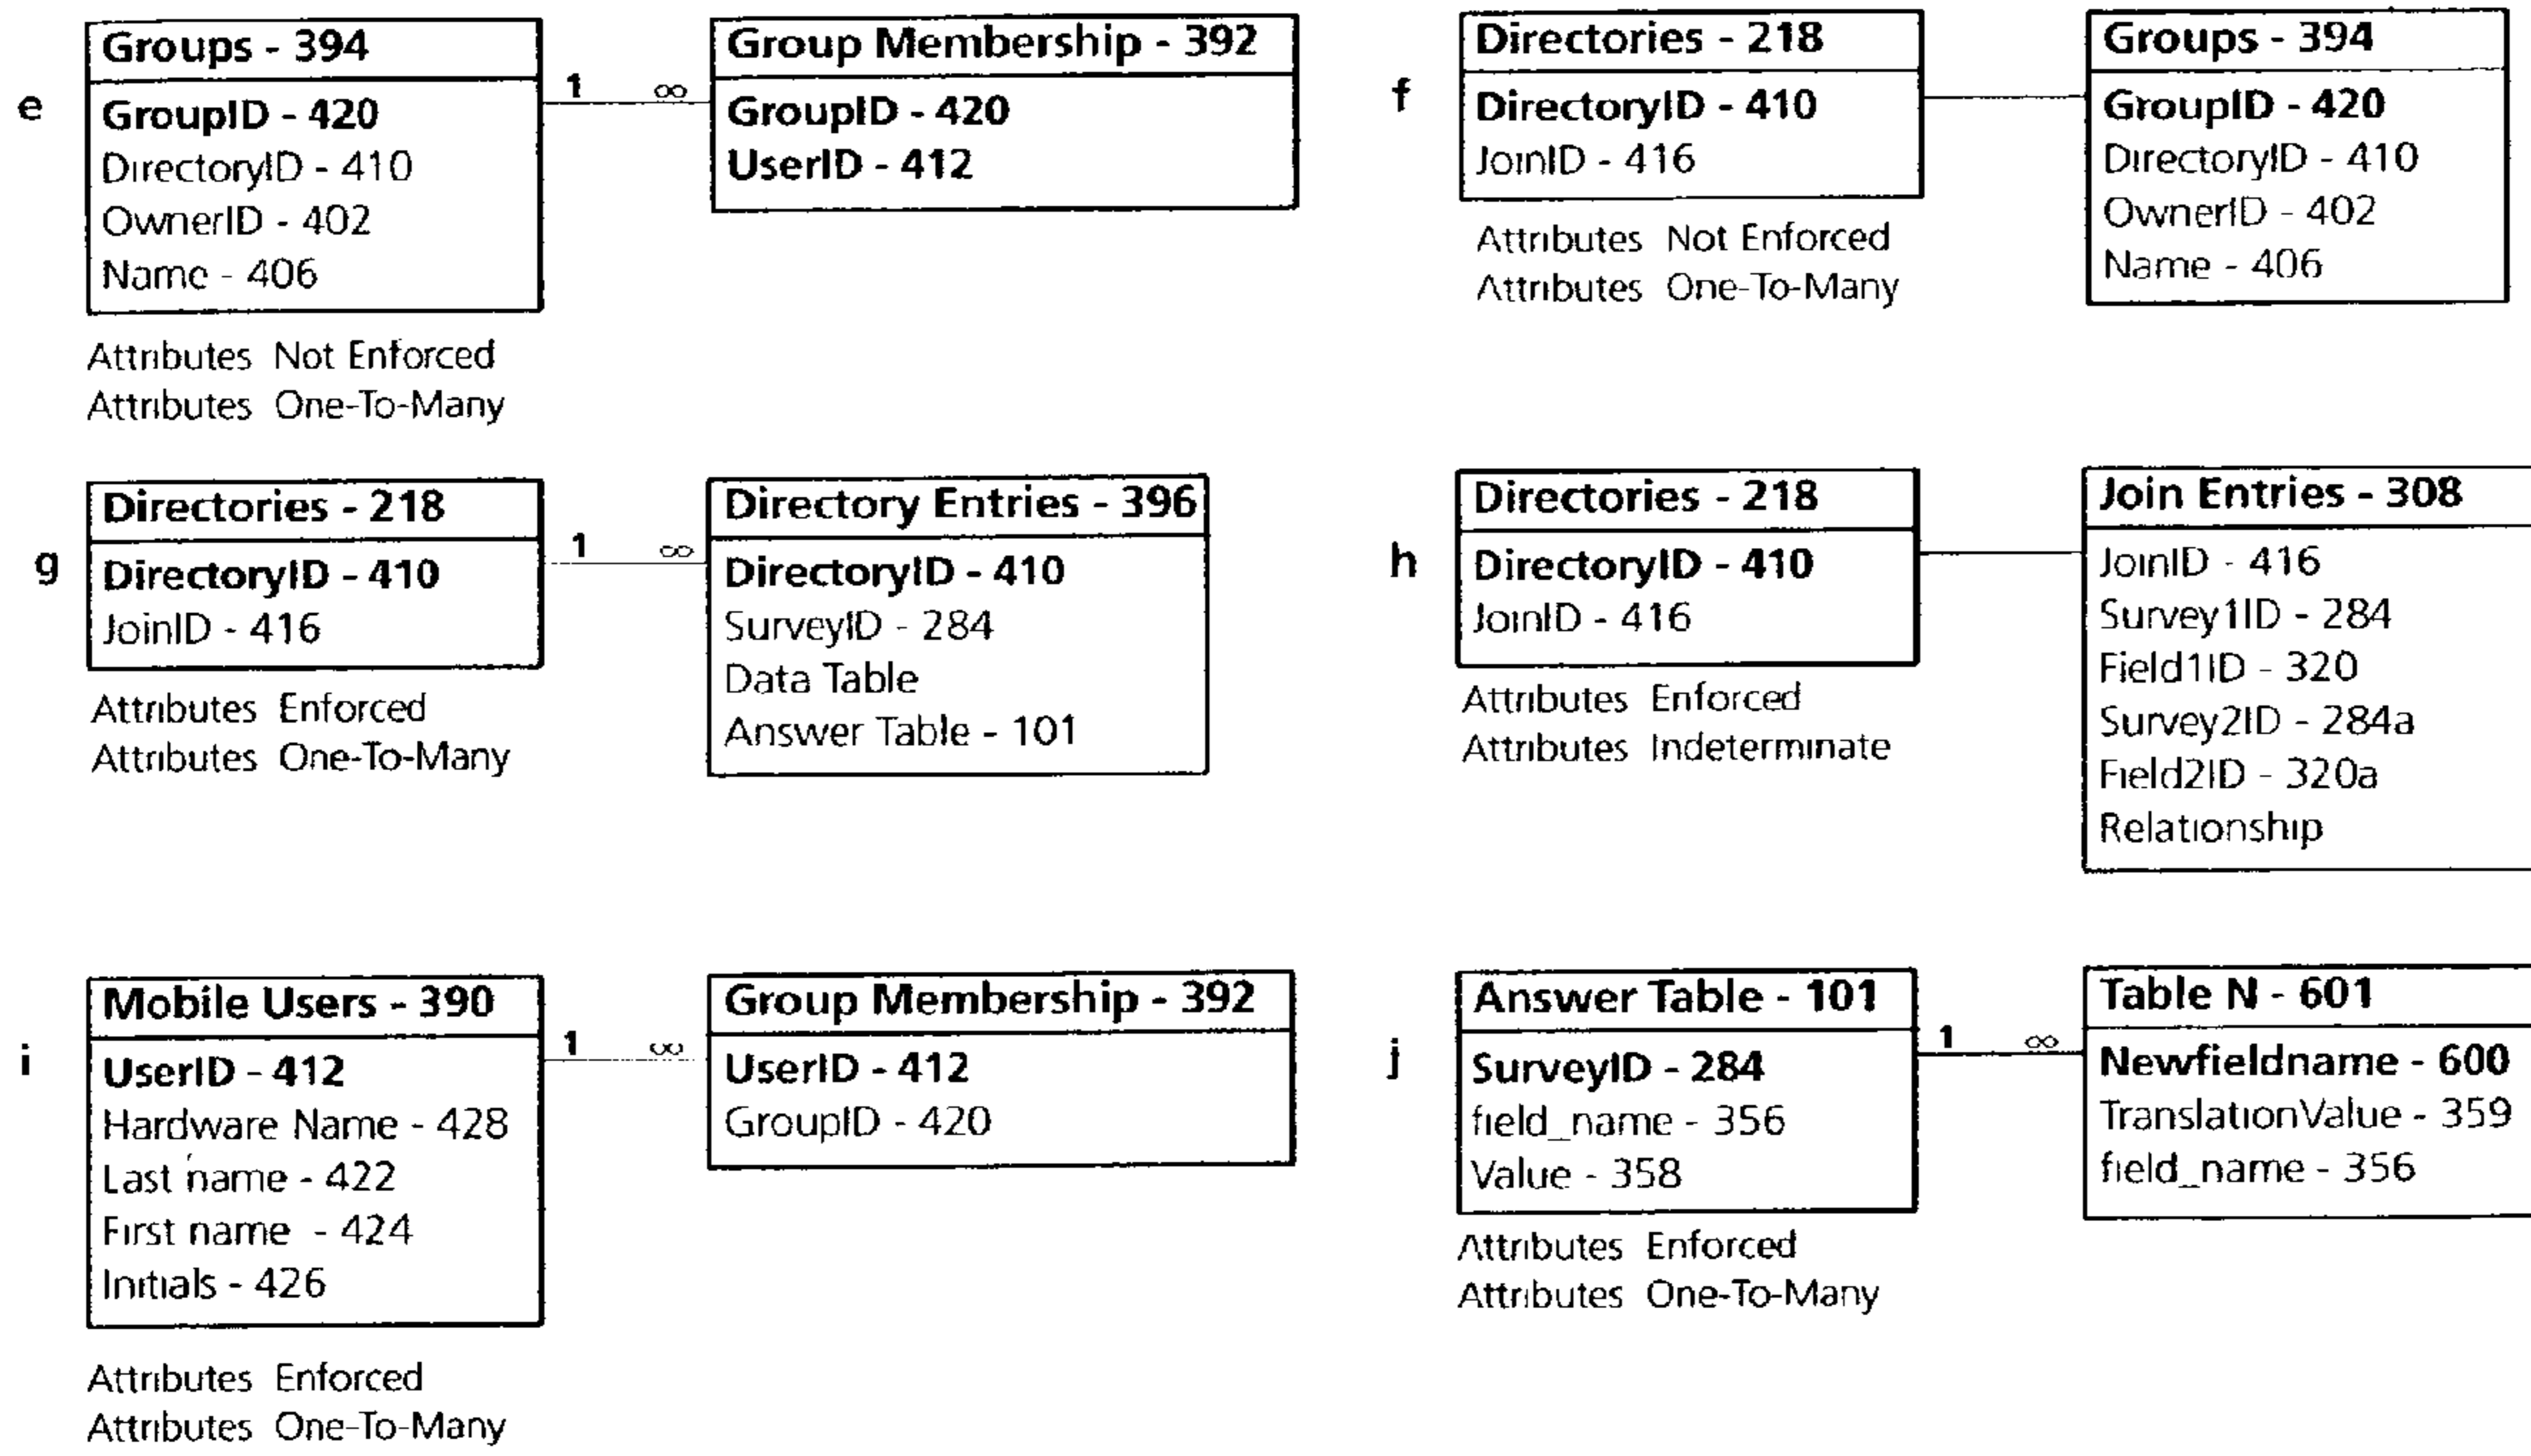 e
Groups - 394
GroupID - 420
DirectoryID - 410
OwnerID - 402
Name - 406
1 ∞
Group Membership - 392
GroupID - 420
UserID - 412
Attributes Not Enforced
Attributes One-To-Many
f
Directories - 218
DirectoryID - 410
JoinID - 416
Groups - 394
GroupID - 420
DirectoryID - 410
OwnerID - 402
Name - 406
Attributes Not Enforced
Attributes One-To-Many
g
Directories - 218
DirectoryID - 410
JoinID - 416
1 ∞
Directory Entries - 396
DirectoryID - 410
SurveyID - 284
Data Table
Answer Table - 101
Attributes Enforced
Attributes One-To-Many
h
Directories - 218
DirectoryID - 410
JoinID - 416
Join Entries - 308
JoinID - 416
Survey1ID - 284
Field1ID - 320
Survey2ID - 284a
Field2ID - 320a
Relationship
Attributes Enforced
Attributes Indeterminate
i
Mobile Users - 390
UserID - 412
Hardware Name - 428
Last name - 422
First name - 424
Initials - 426
1 ∞
Group Membership - 392
UserID - 412
GroupID - 420
Attributes Enforced
Attributes One-To-Many
j
Answer Table - 101
SurveyID - 284
field_name - 356
Value - 358
1 ∞
Table N - 601
Newfieldname - 600
TranslationValue - 359
field_name - 356
Attributes Enforced
Attributes One-To-Many